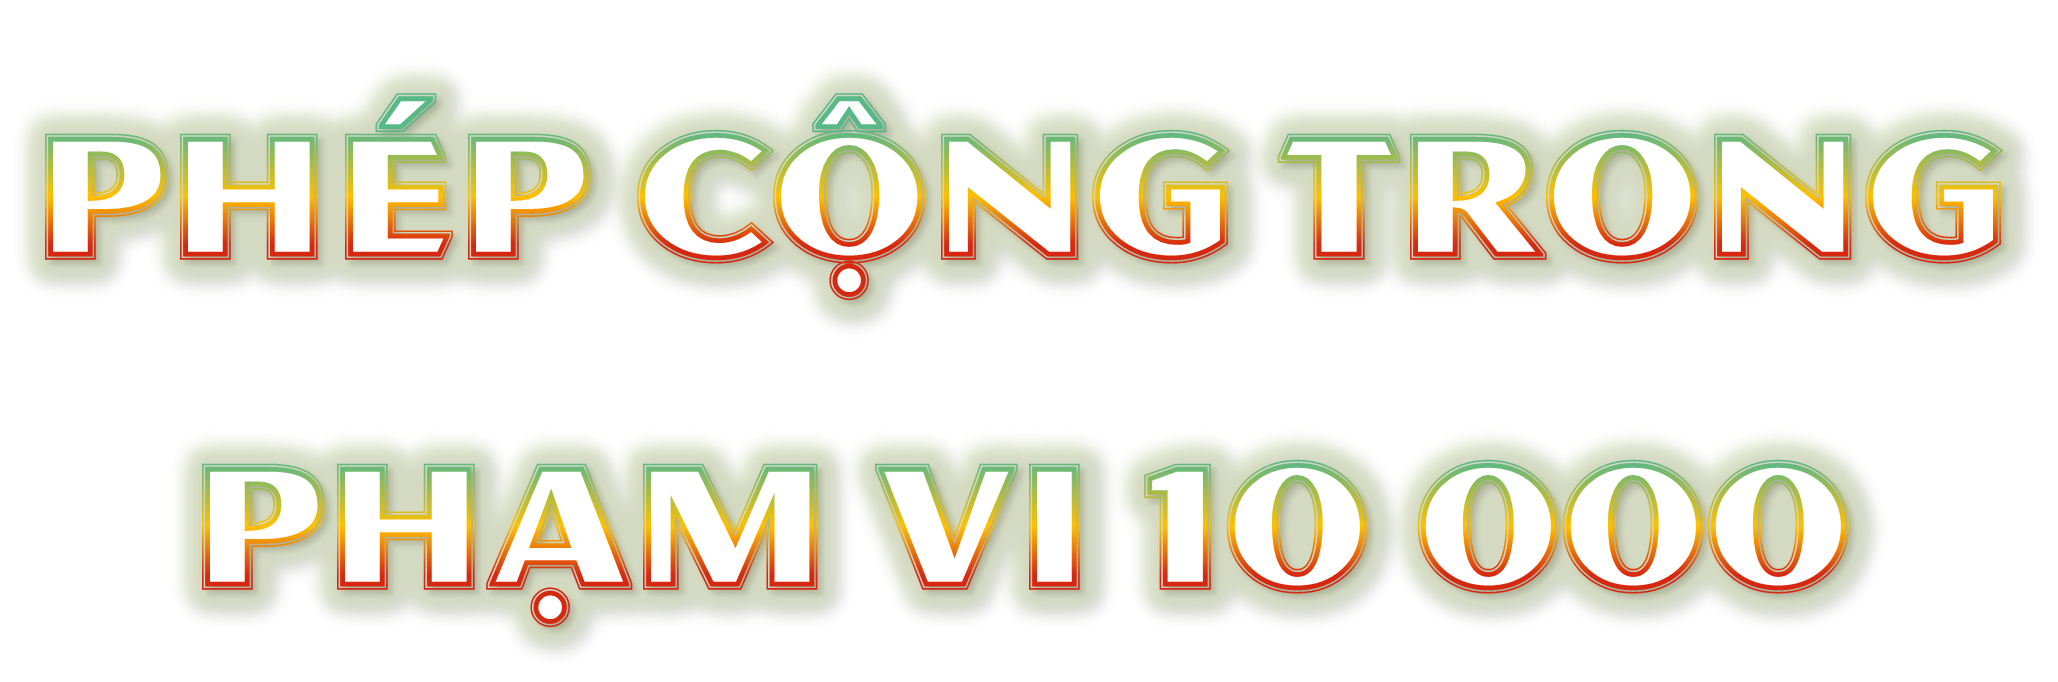 PHÉP CỘNG TRONG
PHẠM VI 10 000